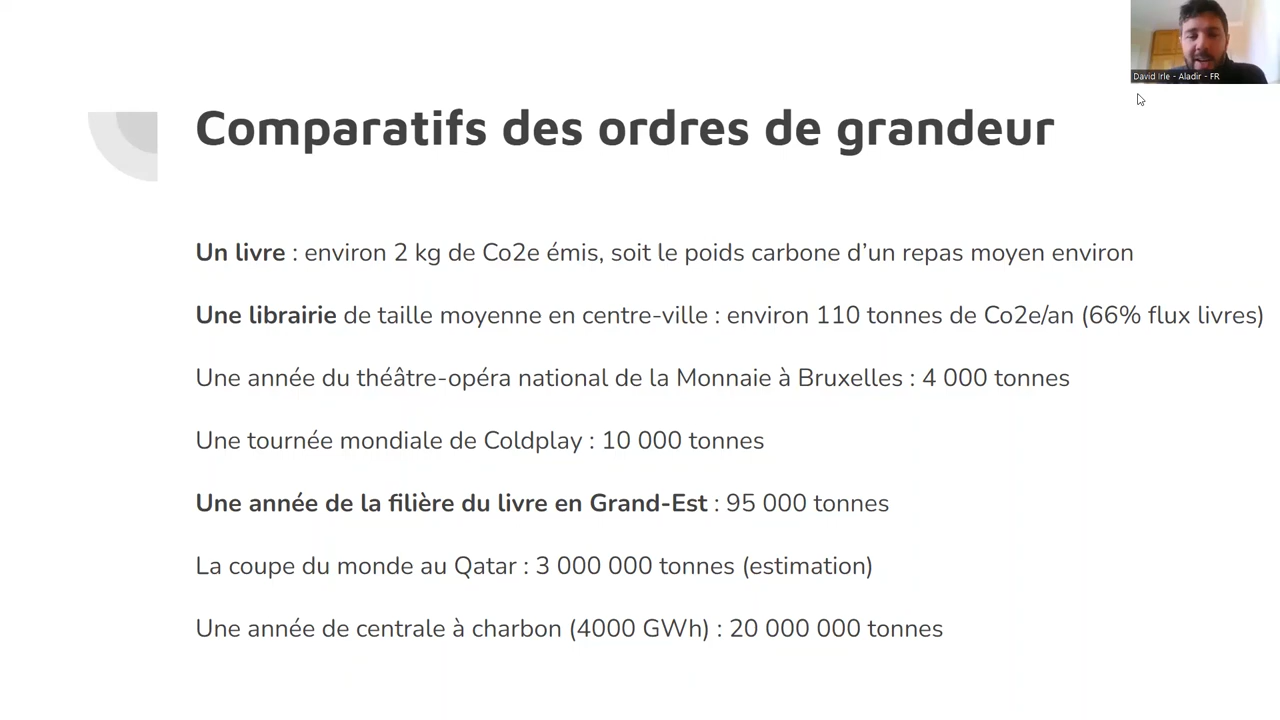 David Irle - Aladir - FR
Comparatifs des ordres de grandeur
Un livre : environ 2 kg de Co2e émis, soit le poids carbone d’un repas moyen environ
Une librairie de taille moyenne en centre-ville : environ 110 tonnes de Co2e/an (66% flux livres)
Une année du théâtre-opéra national de la Monnaie à Bruxelles : 4 000 tonnes
Une tournée mondiale de Coldplay : 10 000 tonnes
Une année de la filière du livre en Grand-Est : 95 000 tonnes
La coupe du monde au Qatar : 3 000 000 tonnes (estimation)
Une année de centrale à charbon (4000 GWh) : 20 000 000 tonnes